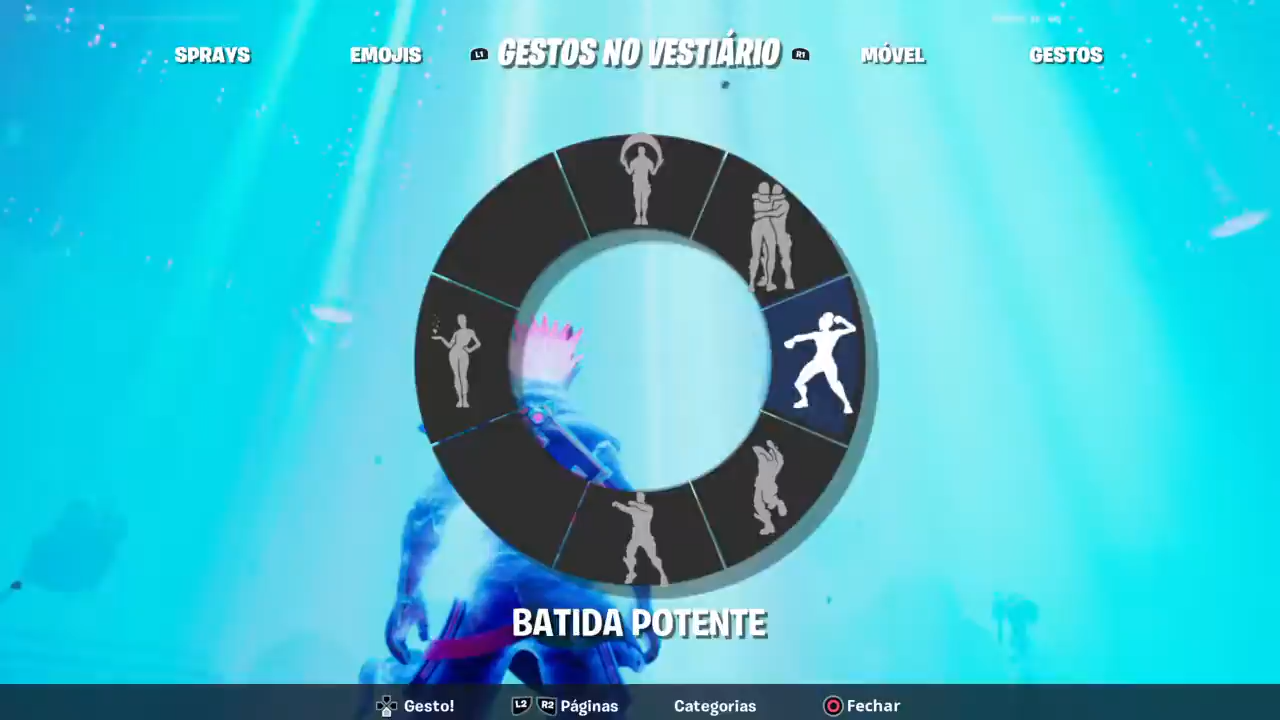 SPRAYS
EMOJIS
L1 GESTOS NO VESTIÁRIO R1
MÓVEL
GESTOS
BATIDA POTENTE
Gesto!
L2 R2 Páginas
Categorias
Fechar